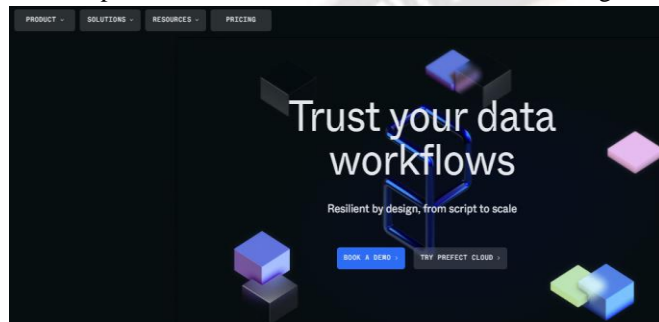 PRODUCT
SOLUTIONS
RESOURCES
PRICING
Trust your data
workflows
Resilient by design, from script to scale
BOOK A DEMO ›
TRY PREFECT CLOUD ›